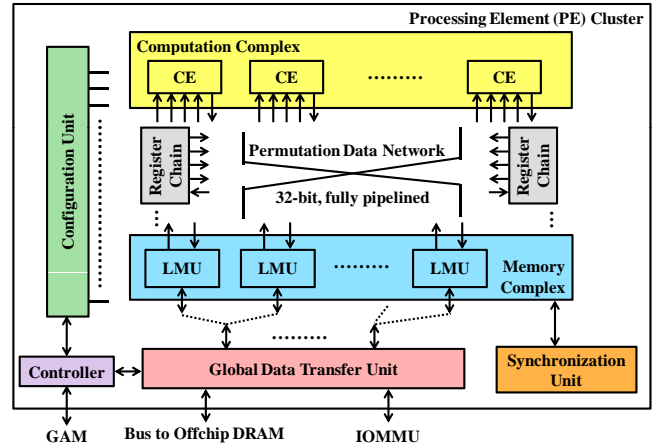 Processing Element (PE) Cluster
Computation Complex
CE
CE
CE
Configuration Unit
Register
Chain
Permutation Data Network
32-bit, fully pipelined
Register
Chain
LMU
LMU
LMU
Memory
Complex
Controller
Global Data Transfer Unit
Synchronization
Unit
GAM
Bus to Offchip DRAM
IOMMU